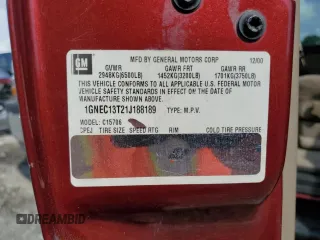 GM
MFD BY GENERAL MOTORS CORP 12/00
GVWR GAWR FRT GAWR RR
2948KG(6500LB) 1452KG(3200LB) 1701KG(3750LB)
THIS VEHICLE CONFORMS TO ALL APPLICABLE U.S. FEDERAL MOTOR
VEHICLE SAFETY STANDARDS IN EFFECT ON THE DATE OF
MANUFACTURE SHOWN ABOVE.
1GNEC13T21J188189 TYPE: M.P.V.
MODEL: C15706
TIRE SIZE SPEED RTG RIM COLD TIRE PRESSURE
DREAMBID